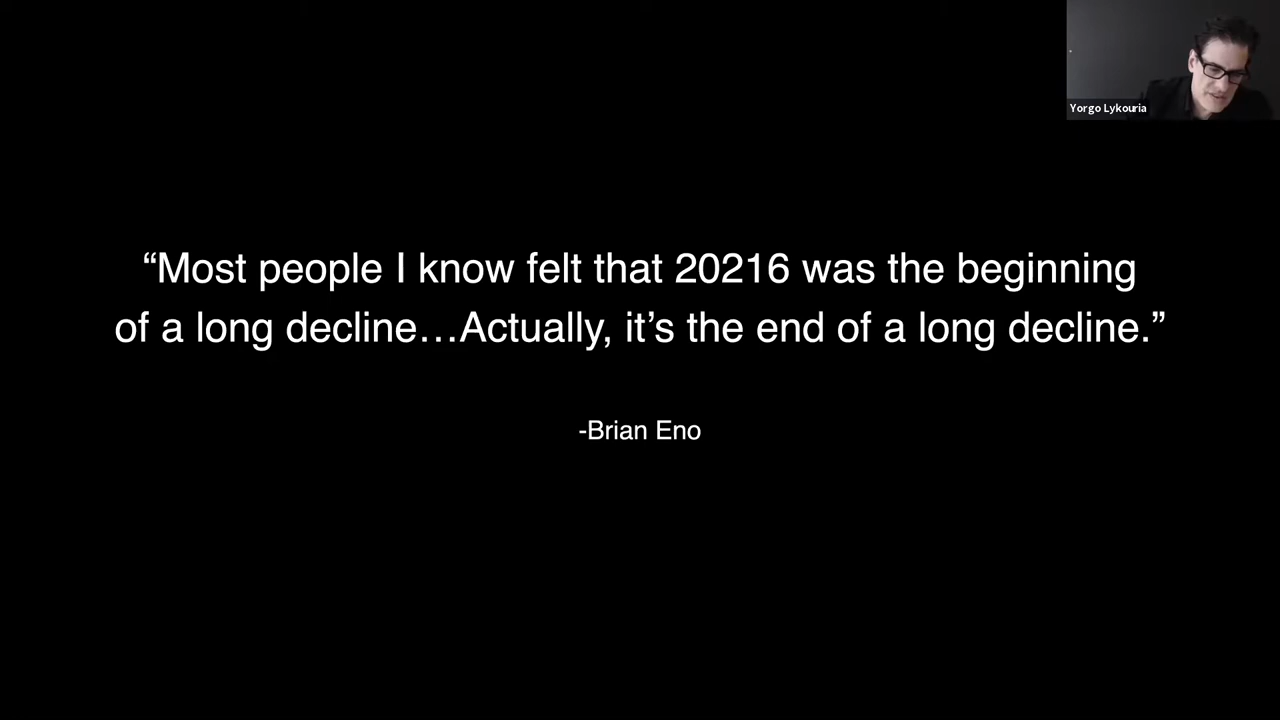 Yorgo Lykouria
“Most people I know felt that 20216 was the beginning
of a long decline…Actually, it’s the end of a long decline.”
-Brian Eno